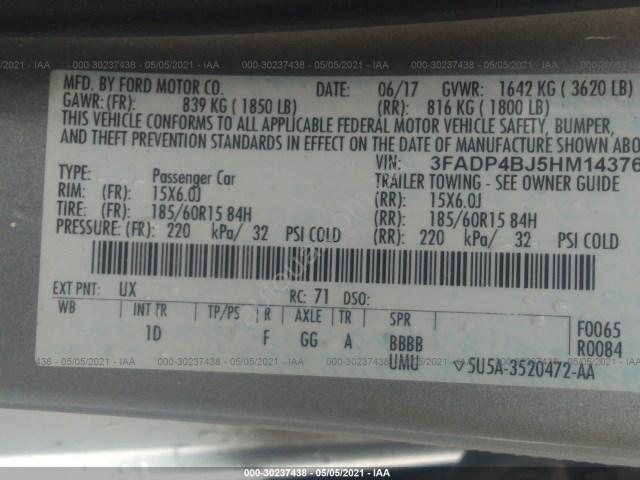 000-30237438 - 05/05/2021 - IAA 000-30237438 - 05/05/2021 - IAA 000-30237438 - 05/05/2021 - IAA
MFD. BY FORD MOTOR CO. DATE: 06/17 GVWR: 1642 KG ( 3620 LB)
GAWR: (FR): 839 KG ( 1850 LB) (RR): 816 KG ( 1800 LB)
THIS VEHICLE CONFORMS TO ALL APPLICABLE FEDERAL MOTOR VEHICLE SAFETY, BUMPER,
AND THEFT PREVENTION STANDARDS IN EFFECT ON THE DATE OF MANUFACTURE SHOWN ABO
VIN: 3FADP4BJ5HM14376
TYPE: Passenger Car TRAILER TOWING - SEE OWNER GUIDE
RIM: (FR): 15X6.0J (RR): 15X6.0J
TIRE: (FR): 185/60R15 84H (RR): 185/60R15 84H
PRESSURE: (FR): 220 kPa/ 32 PSI COLD (RR): 220 kPa/ 32 PSI COLD
EXT PNT: UX RC: 71 DSO:
WB INT TR TP/PS R AXLE TR SPR F0065
1D F GG A BBBB R0084
438 - 05/05/2021 - IAA 000-30237438 - 05/05/2021 - IAA 000-30237438 - 05/05
UMU 5U5A-3520472-AA
000-30237438 - 05/05/2021 - IAA